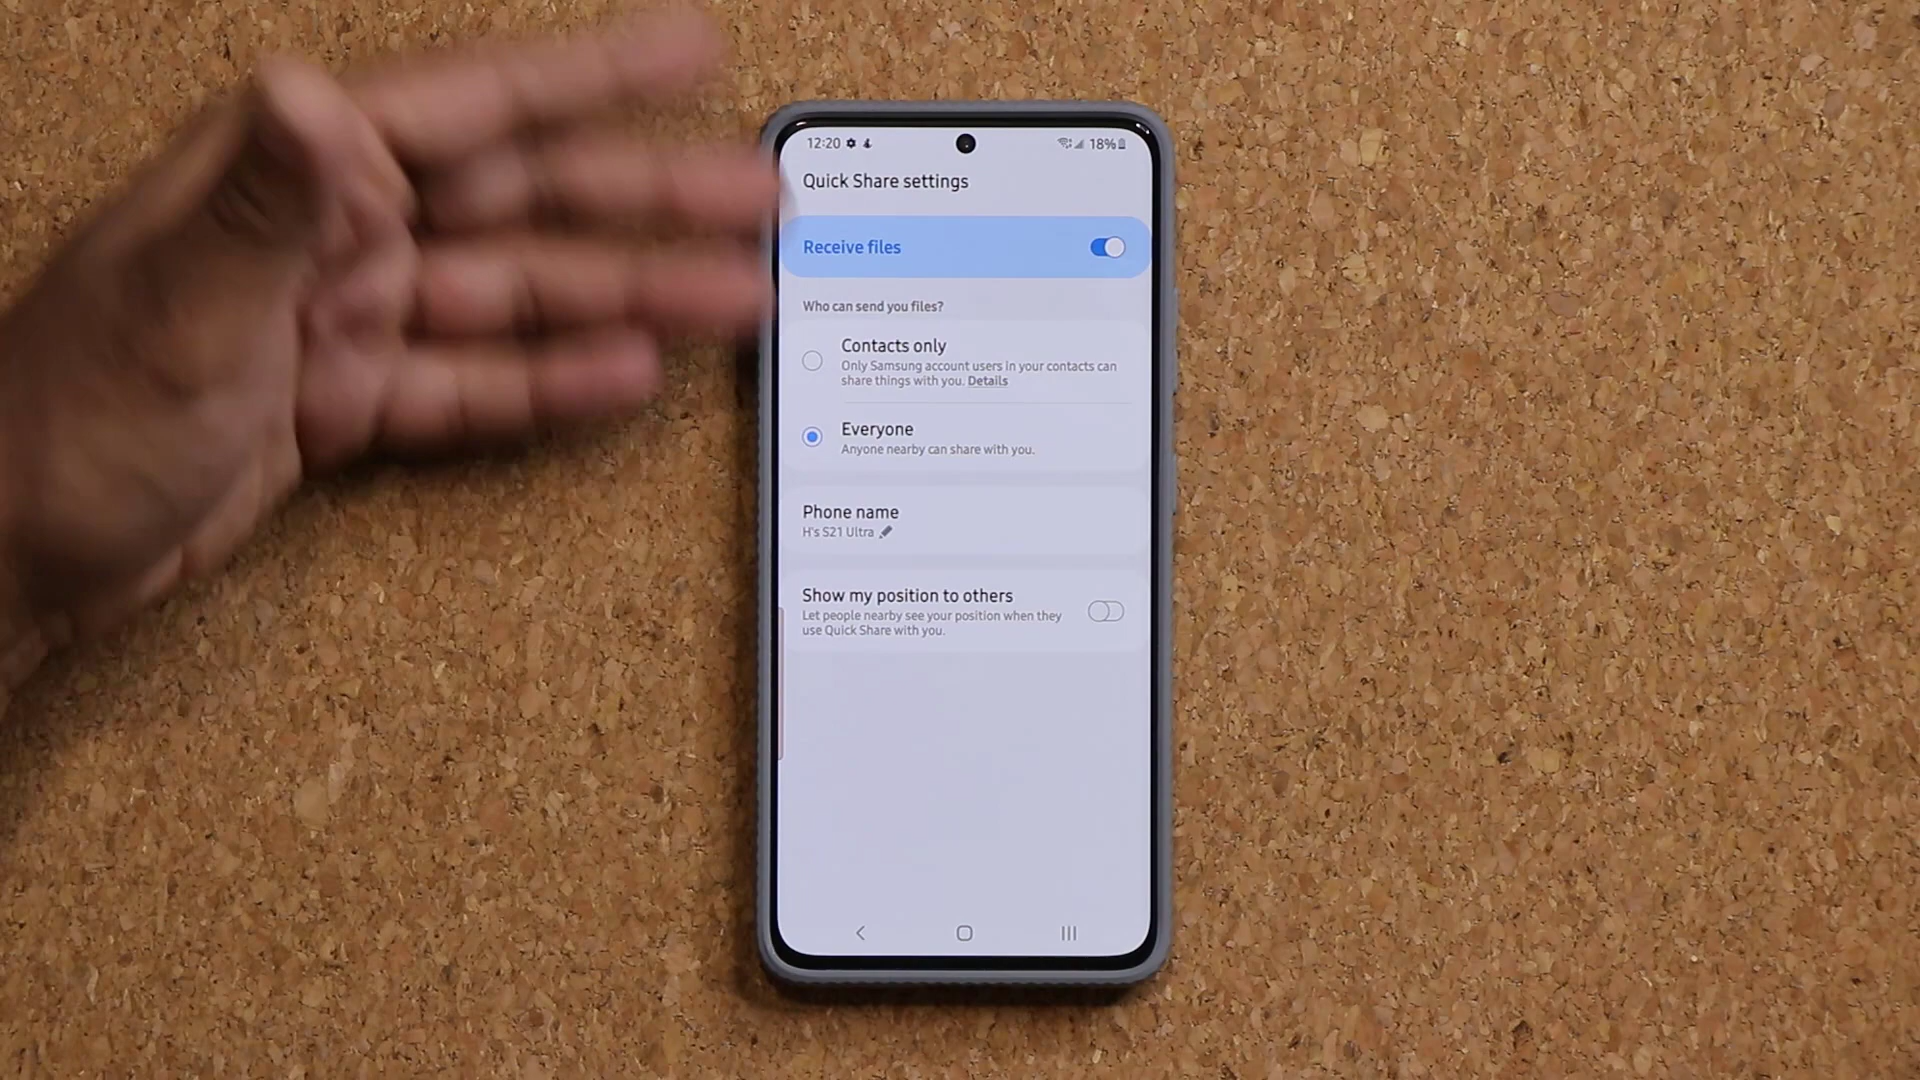 12:20 18%
Quick Share settings
Receive files
Who can send you files?
Contacts only
Only Samsung account users in your contacts can
share things with you. Details
Everyone
Anyone nearby can share with you.
Phone name
H's S21 Ultra
Show my position to others
Let people nearby see your position when they
use Quick Share with you.